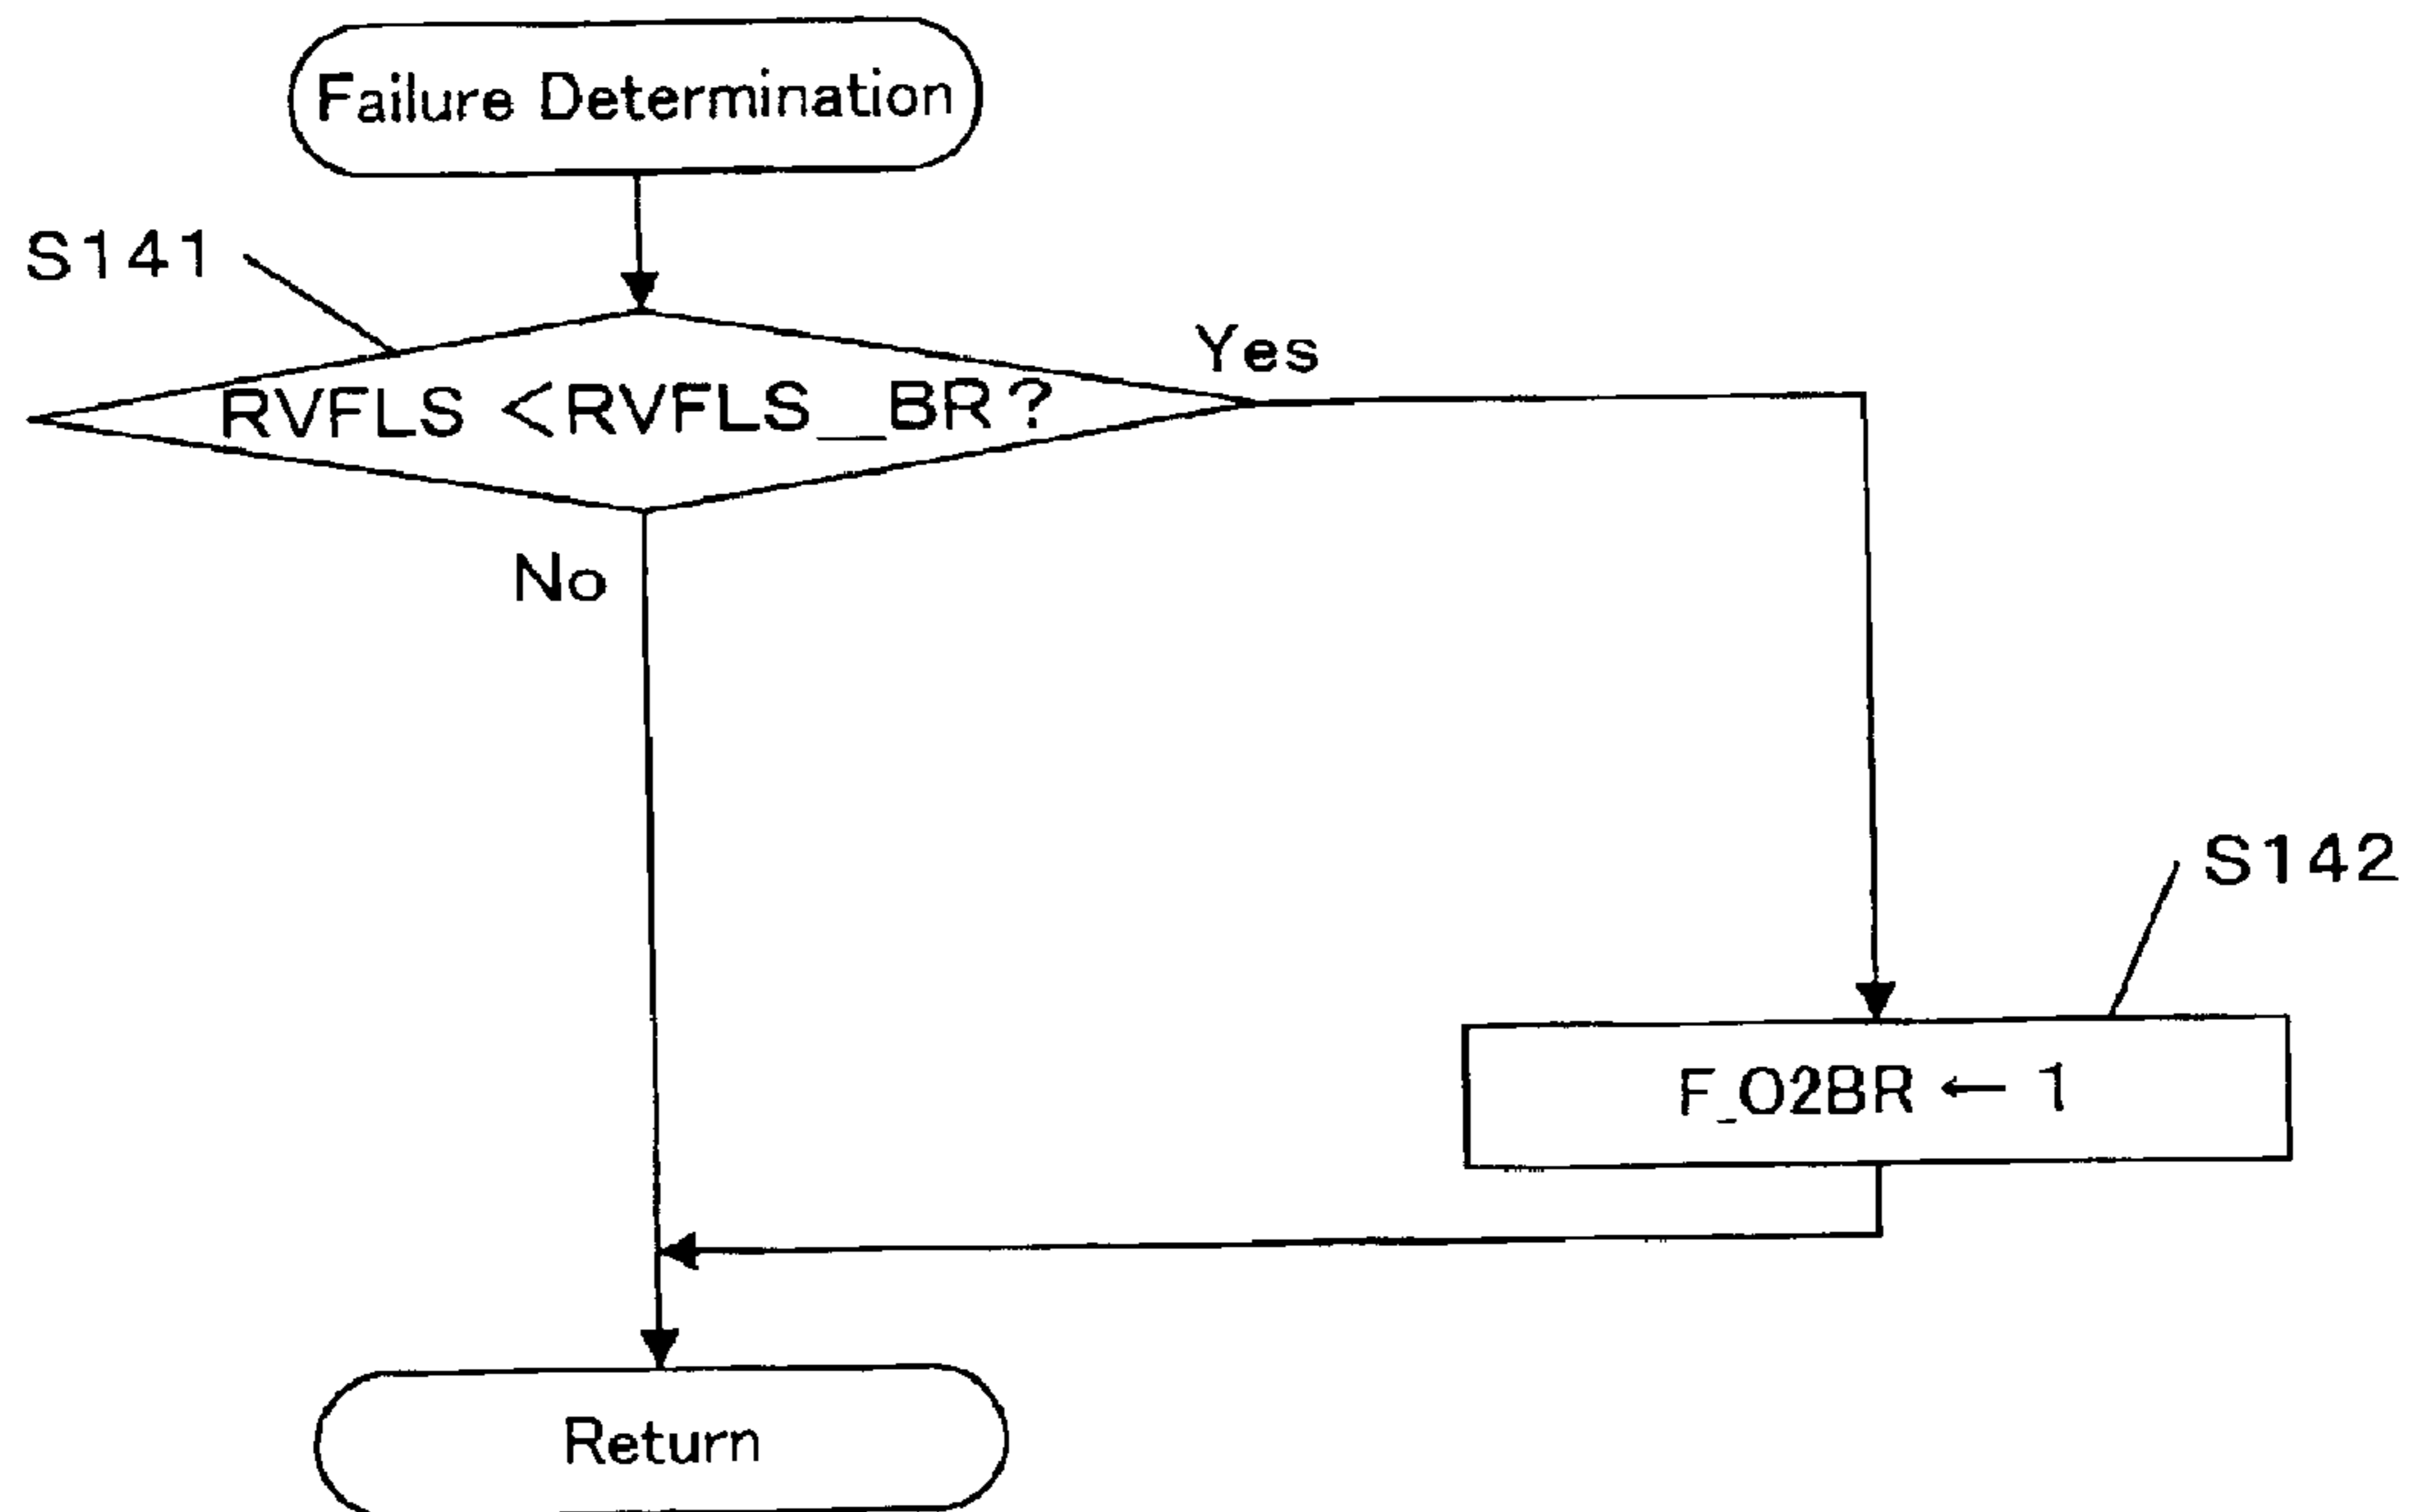 Failure Determination
S141
RVFLS <RVFLS_BR?
Yes
No
S142
F_O2BR ← 1
Return